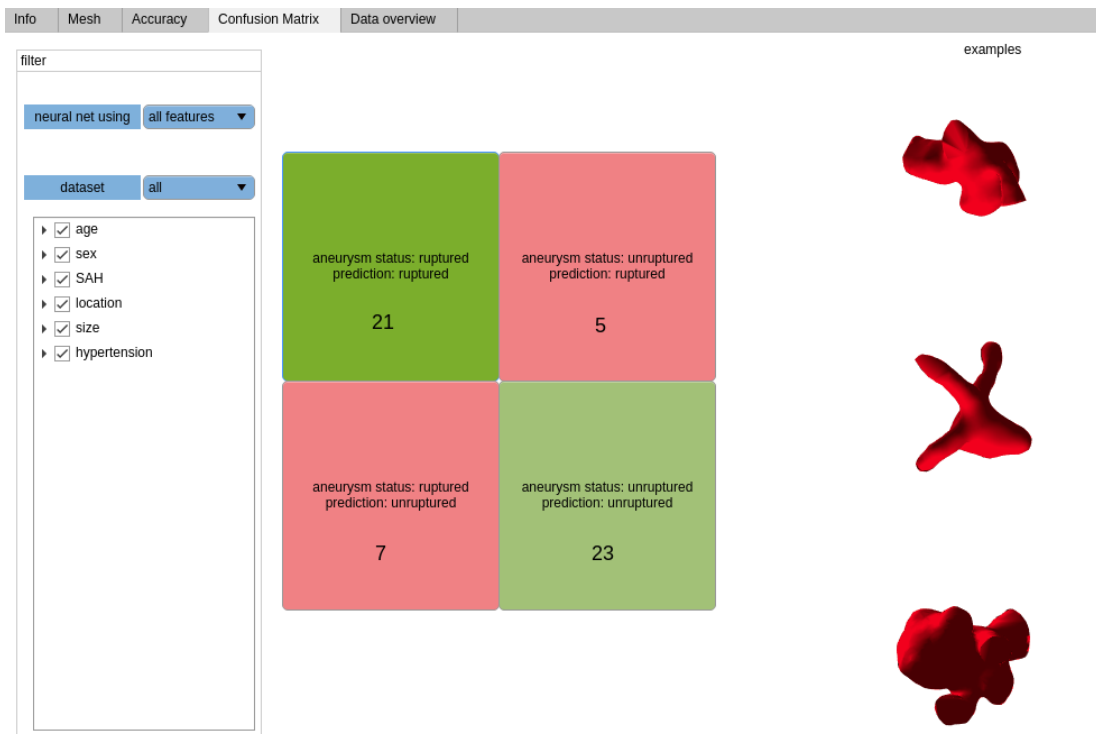 Info Mesh Accuracy Confusion Matrix Data overview
filter
neural net using all features
dataset all
age
sex
SAH
location
size
hypertension
aneurysm status: ruptured
prediction: ruptured
21
aneurysm status: unruptured
prediction: ruptured
5
aneurysm status: ruptured
prediction: unruptured
7
aneurysm status: unruptured
prediction: unruptured
23
examples